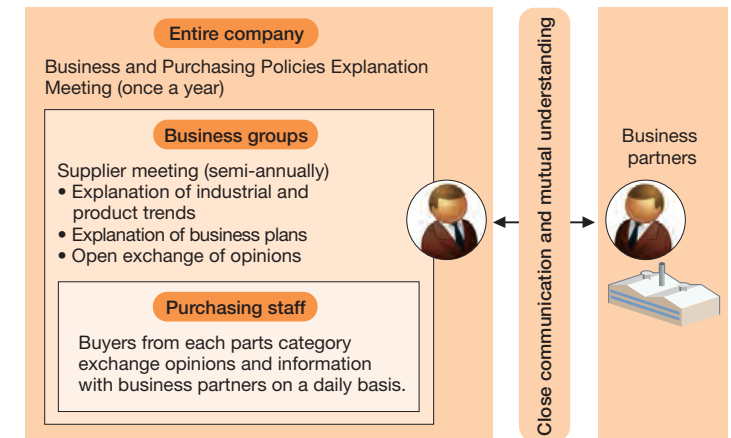 Entire company
Business and Purchasing Policies Explanation
Meeting (once a year)
Business groups
Supplier meeting (semi-annually)
• Explanation of industrial and
product trends
• Explanation of business plans
• Open exchange of opinions
Purchasing staff
Buyers from each parts category
exchange opinions and information
with business partners on a daily basis.
Close communication and mutual understanding
Business
partners